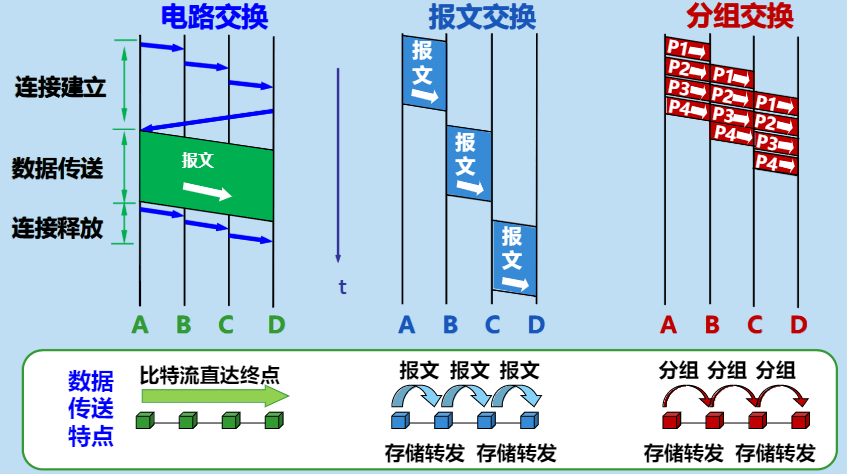 电路交换
报文交换
分组交换
连接建立
数据传送
连接释放
报文
A B C D
t
报文
报文
报文
A B C D
P1
P2
P3
P4
P1
P2
P3
P4
P1
P2
P3
P4
A B C D
数据
传送
特点
比特流直达终点
报文 报文 报文
存储转发 存储转发
分组 分组 分组
存储转发 存储转发